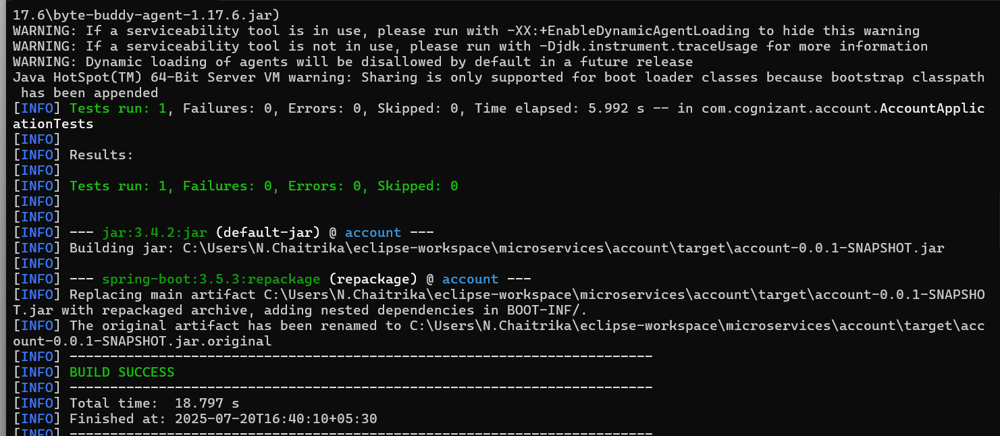 17.6\byte-buddy-agent-1.17.6.jar)
WARNING: If a serviceability tool is in use, please run with -XX:+EnableDynamicAgentLoading to hide this warning
WARNING: If a serviceability tool is not in use, please run with -Djdk.instrument.traceUsage for more information
WARNING: Dynamic loading of agents will be disallowed by default in a future release
Java HotSpot(TM) 64-Bit Server VM warning: Sharing is only supported for boot loader classes because bootstrap classpath
 has been appended
[INFO] Tests run: 1, Failures: 0, Errors: 0, Skipped: 0, Time elapsed: 5.992 s -- in com.cognizant.account.AccountApplic
ationTests
[INFO]
[INFO] Results:
[INFO]
[INFO] Tests run: 1, Failures: 0, Errors: 0, Skipped: 0
[INFO]
[INFO]
[INFO] --- jar:3.4.2:jar (default-jar) @ account ---
[INFO] Building jar: C:\Users\N.Chaitrika\eclipse-workspace\microservices\account\target\account-0.0.1-SNAPSHOT.jar
[INFO]
[INFO] --- spring-boot:3.5.3:repackage (repackage) @ account ---
[INFO] Replacing main artifact C:\Users\N.Chaitrika\eclipse-workspace\microservices\account\target\account-0.0.1-SNAPSHO
T.jar with repackaged archive, adding nested dependencies in BOOT-INF/.
[INFO] The original artifact has been renamed to C:\Users\N.Chaitrika\eclipse-workspace\microservices\account\target\acc
ount-0.0.1-SNAPSHOT.jar.original
[INFO] ------------------------------------------------------------------------
[INFO] BUILD SUCCESS
[INFO] ------------------------------------------------------------------------
[INFO] Total time:  18.797 s
[INFO] Finished at: 2025-07-20T16:40:10+05:30
[INFO] ------------------------------------------------------------------------